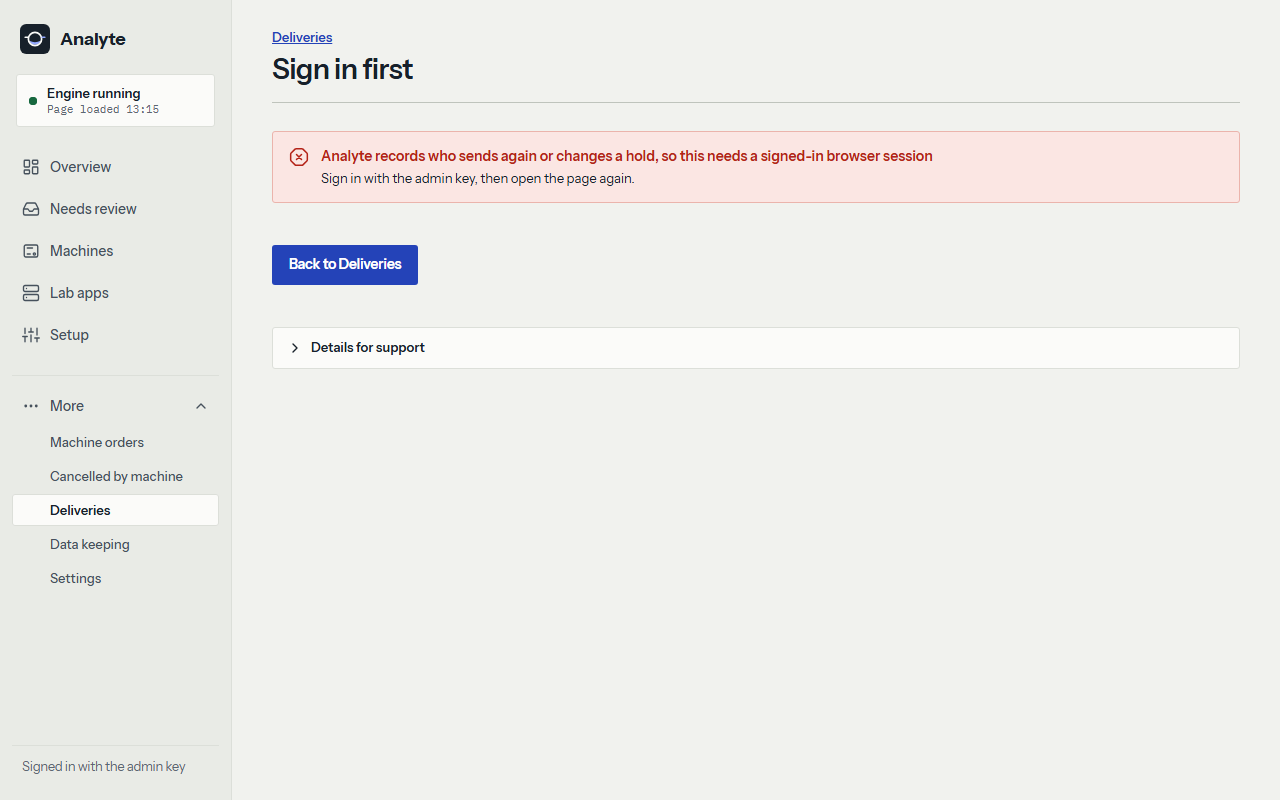 Analyte
Engine running
Page loaded 13:15
Overview
Needs review
Machines
Lab apps
Setup
More
Machine orders
Cancelled by machine
Deliveries
Data keeping
Settings
Signed in with the admin key
Deliveries
Sign in first
Analyte records who sends again or changes a hold, so this needs a signed-in browser session
Sign in with the admin key, then open the page again.
Back to Deliveries
Details for support